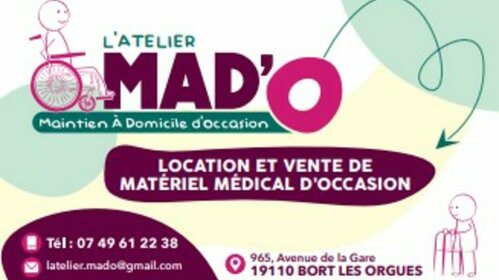 L'ATELIER
MAD'O
Maintien À Domicile d'Occasion
LOCATION ET VENTE DE
MATÉRIEL MÉDICAL D'OCCASION
Tél : 07 49 61 22 38
latelier.mado@gmail.com
965, Avenue de la Gare
19110 BORT LES ORGUES